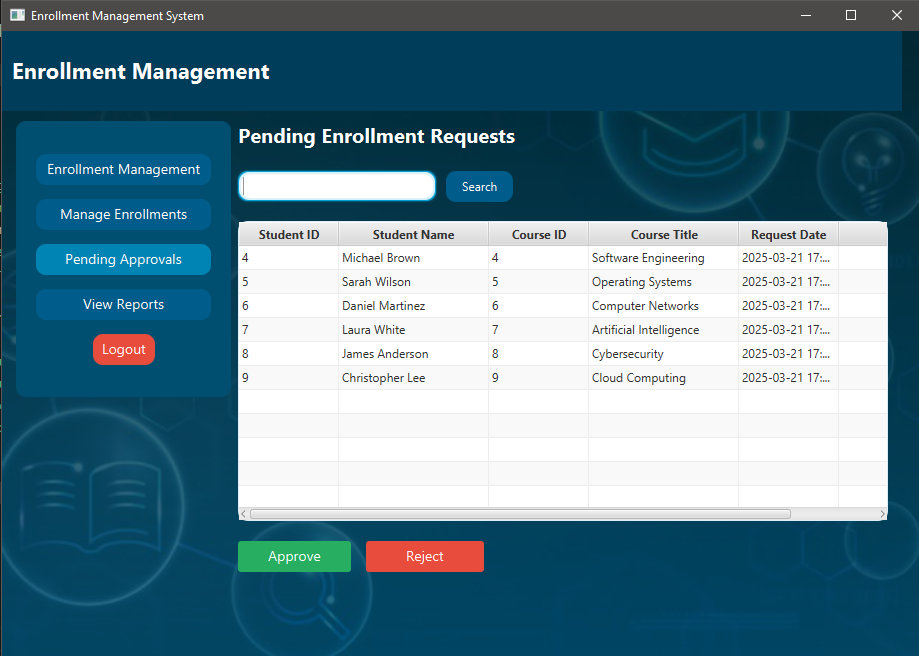 Enrollment Management System
Enrollment Management
Enrollment Management
Manage Enrollments
Pending Approvals
View Reports
Logout
Pending Enrollment Requests
Search
Student ID Student Name Course ID Course Title Request Date
4 Michael Brown 4 Software Engineering 2025-03-21 17:...
5 Sarah Wilson 5 Operating Systems 2025-03-21 17:...
6 Daniel Martinez 6 Computer Networks 2025-03-21 17:...
7 Laura White 7 Artificial Intelligence 2025-03-21 17:...
8 James Anderson 8 Cybersecurity 2025-03-21 17:...
9 Christopher Lee 9 Cloud Computing 2025-03-21 17:...
Approve Reject